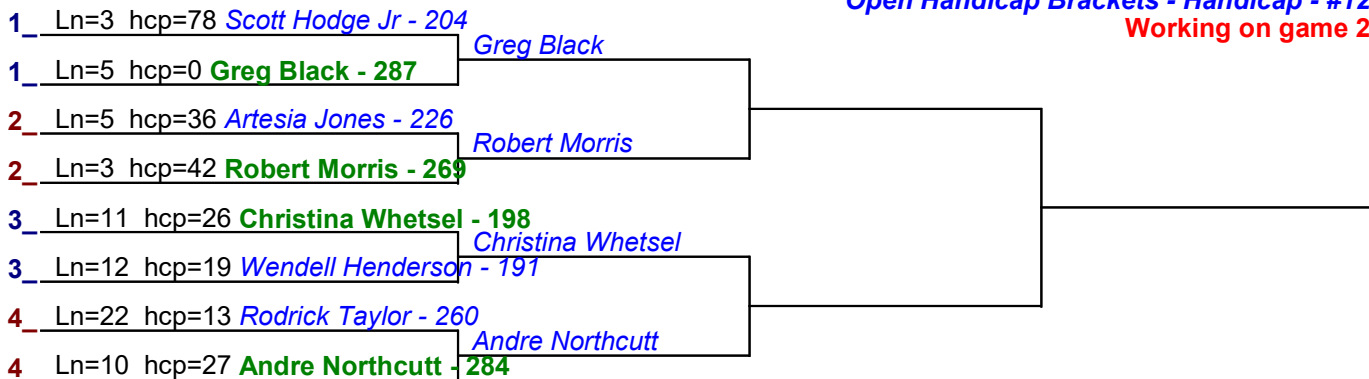 Open Handicap Brackets - Handicap - #12
Working on game 2
1_ Ln=3 hcp=78 Scott Hodge Jr - 204
Greg Black
1_ Ln=5 hcp=0 Greg Black - 287
2_ Ln=5 hcp=36 Artesia Jones - 226
Robert Morris
2_ Ln=3 hcp=42 Robert Morris - 269
3_ Ln=11 hcp=26 Christina Whetsel - 198
Christina Whetsel
3_ Ln=12 hcp=19 Wendell Henderson - 191
4_ Ln=22 hcp=13 Rodrick Taylor - 260
Andre Northcutt
4 Ln=10 hcp=27 Andre Northcutt - 284